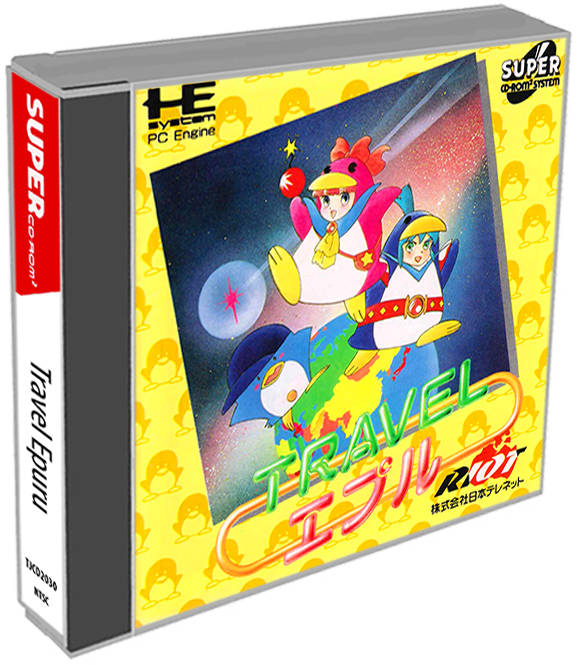 SUPER
CD-ROM²
Travel Epuru
TJCD2030
NTSC
HE
SYSTEM
PC Engine
SUPER
CD-ROM² SYSTEM
TRAVEL
エプル
RIOT
株式会社日本テレネット